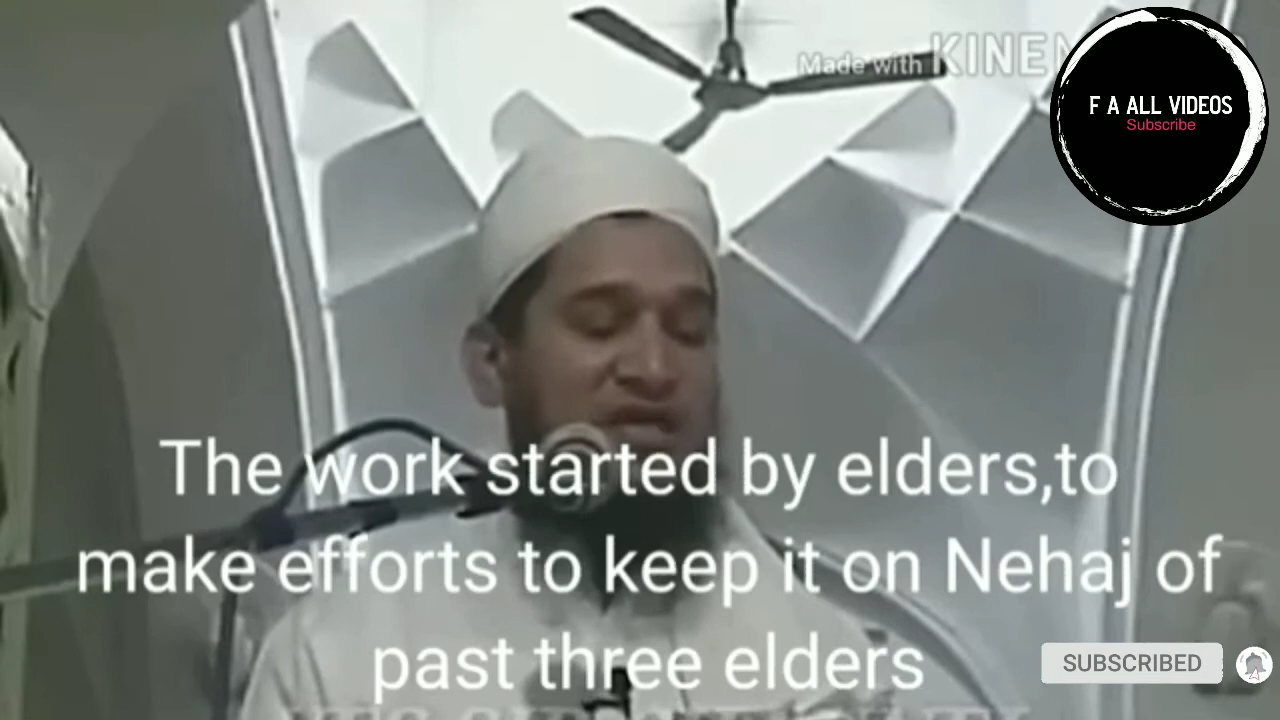 Made with KINEM
F A ALL VIDEOS
Subscribe
The work started by elders,to
make efforts to keep it on Nehaj of
past three elders
SUBSCRIBED